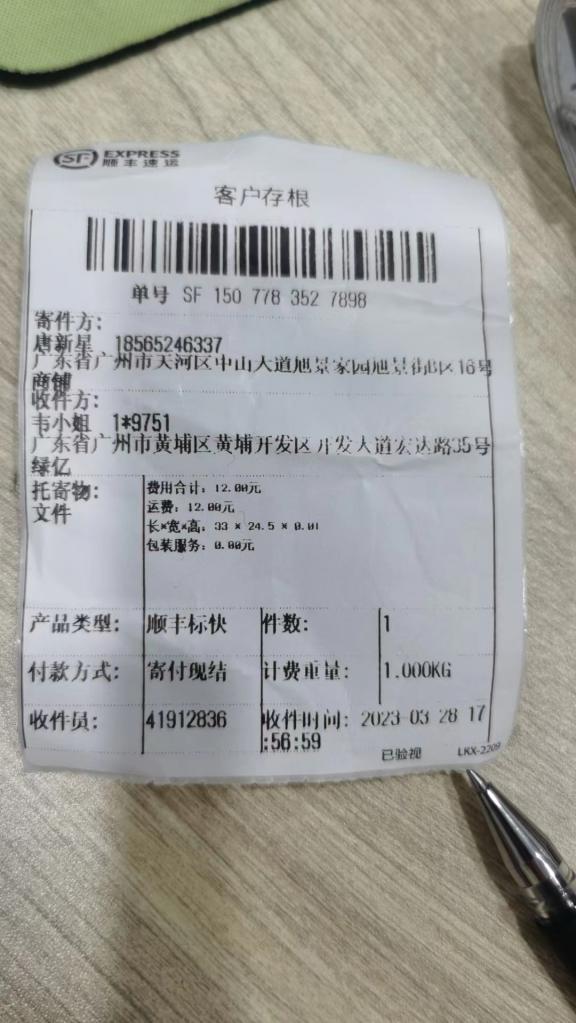 SF EXPRESS
顺丰速运
客户存根
单号 SF 150 778 352 7898
寄件方:
唐新星 18565246337
广东省广州市天河区中山大道旭景家园旭景街B区16号
商铺
收件方:
韦小姐 1*9751
广东省广州市黄埔区黄埔开发区开发大道宏达路35号
绿亿
托寄物:
文件
费用合计: 12.00元
运费: 12.00元
长*宽*高: 33 * 24.5 * 0.01
包装服务: 0.00元
产品类型: 顺丰标快 件数: 1
付款方式: 寄付现结 计费重量: 1.000KG
收件员: 41912836 收件时间: 2023-03-28 17
:56:59
已验视 LKX-2209